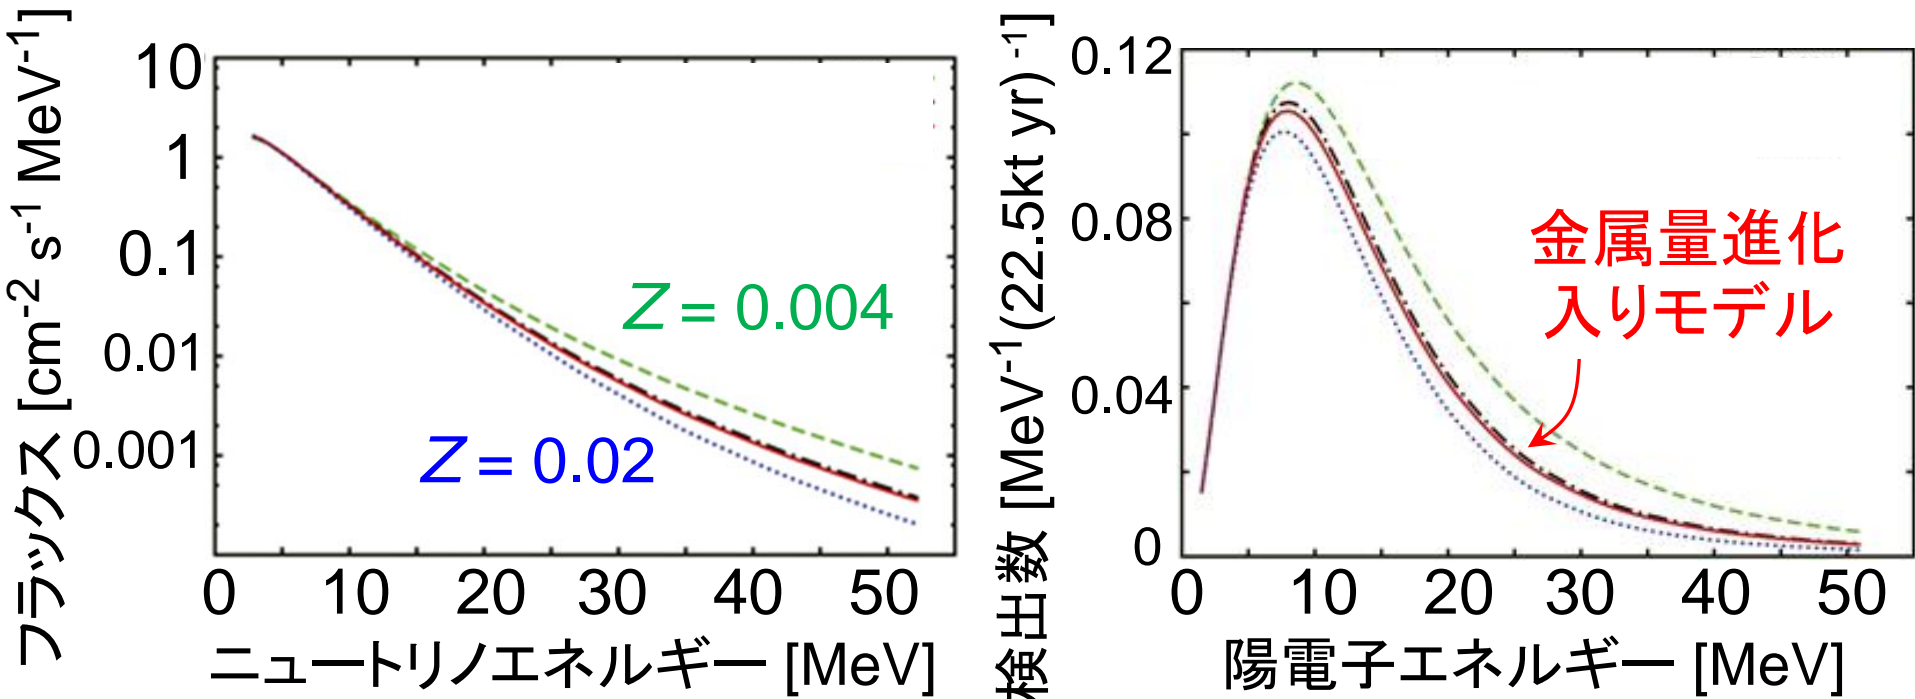 フラックス [cm-2 s-1 MeV-1]
10
1
0.1
0.01
0.001
Z = 0.004
Z = 0.02
0 10 20 30 40 50
ニュートリノエネルギー [MeV]
検出数 [MeV-1(22.5kt yr) -1]
0.12
0.08
0.04
0
金属量進化
入りモデル
0 10 20 30 40 50
陽電子エネルギー [MeV]